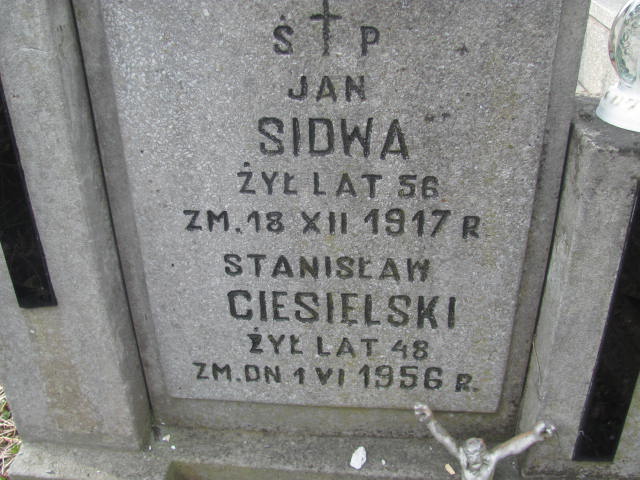 Ś P
JAN
SIDWA
ŻYŁ LAT 56
ZM. 18 XII 1917 R
STANISŁAW
CIESIELSKI
ŻYŁ LAT 48
ZM. DN 1 VI 1956 R.